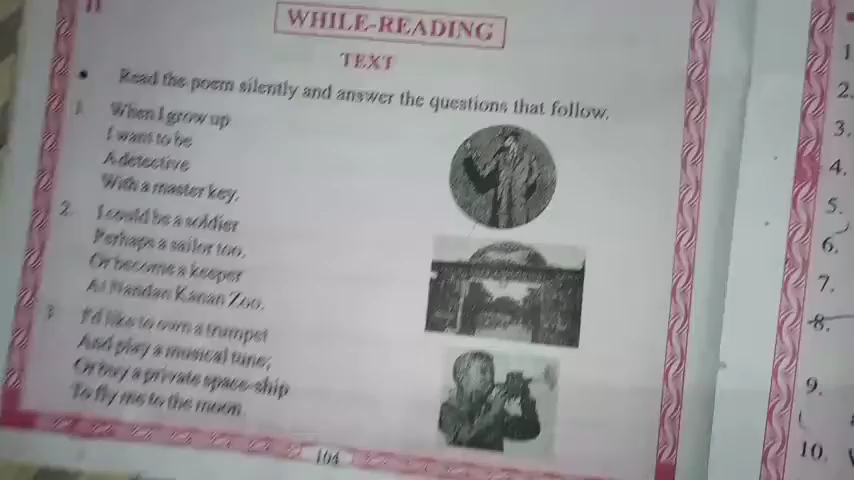 11
WHILE-READING
TEXT
• Read the poem silently and answer the questions that follow.
1. When I grow up
I want to be
A detective
With a master key.
2. I could be a soldier
Perhaps a sailor too,
Or become a keeper
At Nandan Kanan Zoo.
3. I'd like to own a trumpet
And play a musical tune;
Or buy a private space-ship
To fly me to the moon.
104
1
2.
3.
4.
5.
6.
7.
8.
9.
10.